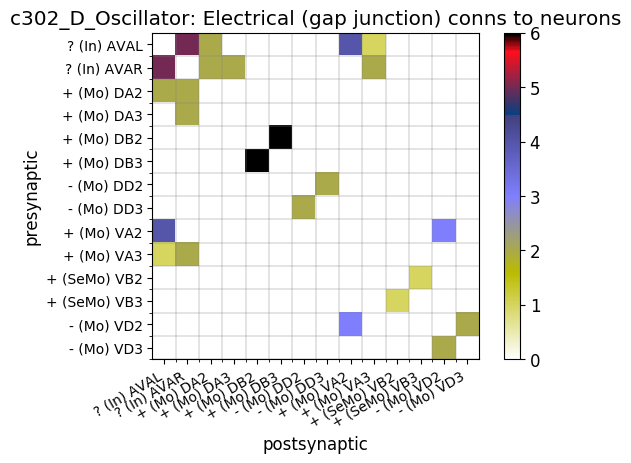 c302_D_Oscillator: Electrical (gap junction) conns to neurons
? (In) AVAL
? (In) AVAR
+ (Mo) DA2
+ (Mo) DA3
+ (Mo) DB2
+ (Mo) DB3
- (Mo) DD2
- (Mo) DD3
+ (Mo) VA2
+ (Mo) VA3
+ (SeMo) VB2
+ (SeMo) VB3
- (Mo) VD2
- (Mo) VD3
presynaptic
? (In) AVAL
? (In) AVAR
+ (Mo) DA2
+ (Mo) DA3
+ (Mo) DB2
+ (Mo) DB3
- (Mo) DD2
- (Mo) DD3
+ (Mo) VA2
+ (Mo) VA3
+ (SeMo) VB2
+ (SeMo) VB3
- (Mo) VD2
- (Mo) VD3
postsynaptic
6
5
4
3
2
1
0